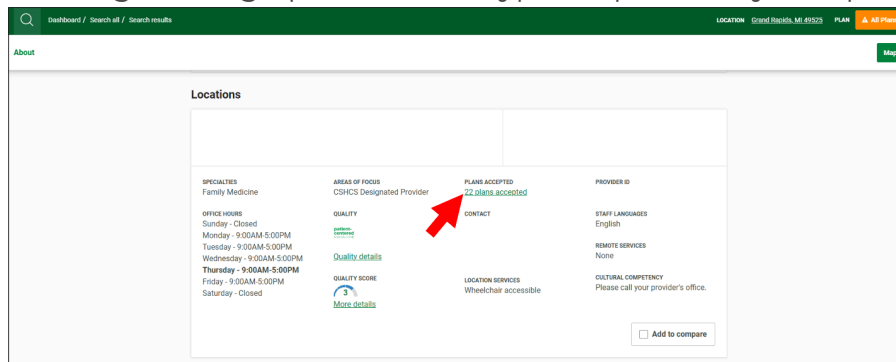 Dashboard / Search all / Search results
LOCATION Grand Rapids, MI 49525 PLAN All Plans
About
Map
Locations
SPECIALTIES
Family Medicine
AREAS OF FOCUS
CSHCS Designated Provider
PLANS ACCEPTED
22 plans accepted
PROVIDER ID
OFFICE HOURS
Sunday - Closed
Monday - 9:00AM-5:00PM
Tuesday - 9:00AM-5:00PM
Wednesday - 9:00AM-5:00PM
Thursday - 9:00AM-5:00PM
Friday - 9:00AM-5:00PM
Saturday - Closed
QUALITY
patient-
centered
Quality details
QUALITY SCORE
3
More details
CONTACT
LOCATION SERVICES
Wheelchair accessible
STAFF LANGUAGES
English
REMOTE SERVICES
None
CULTURAL COMPETENCY
Please call your provider's office.
Add to compare